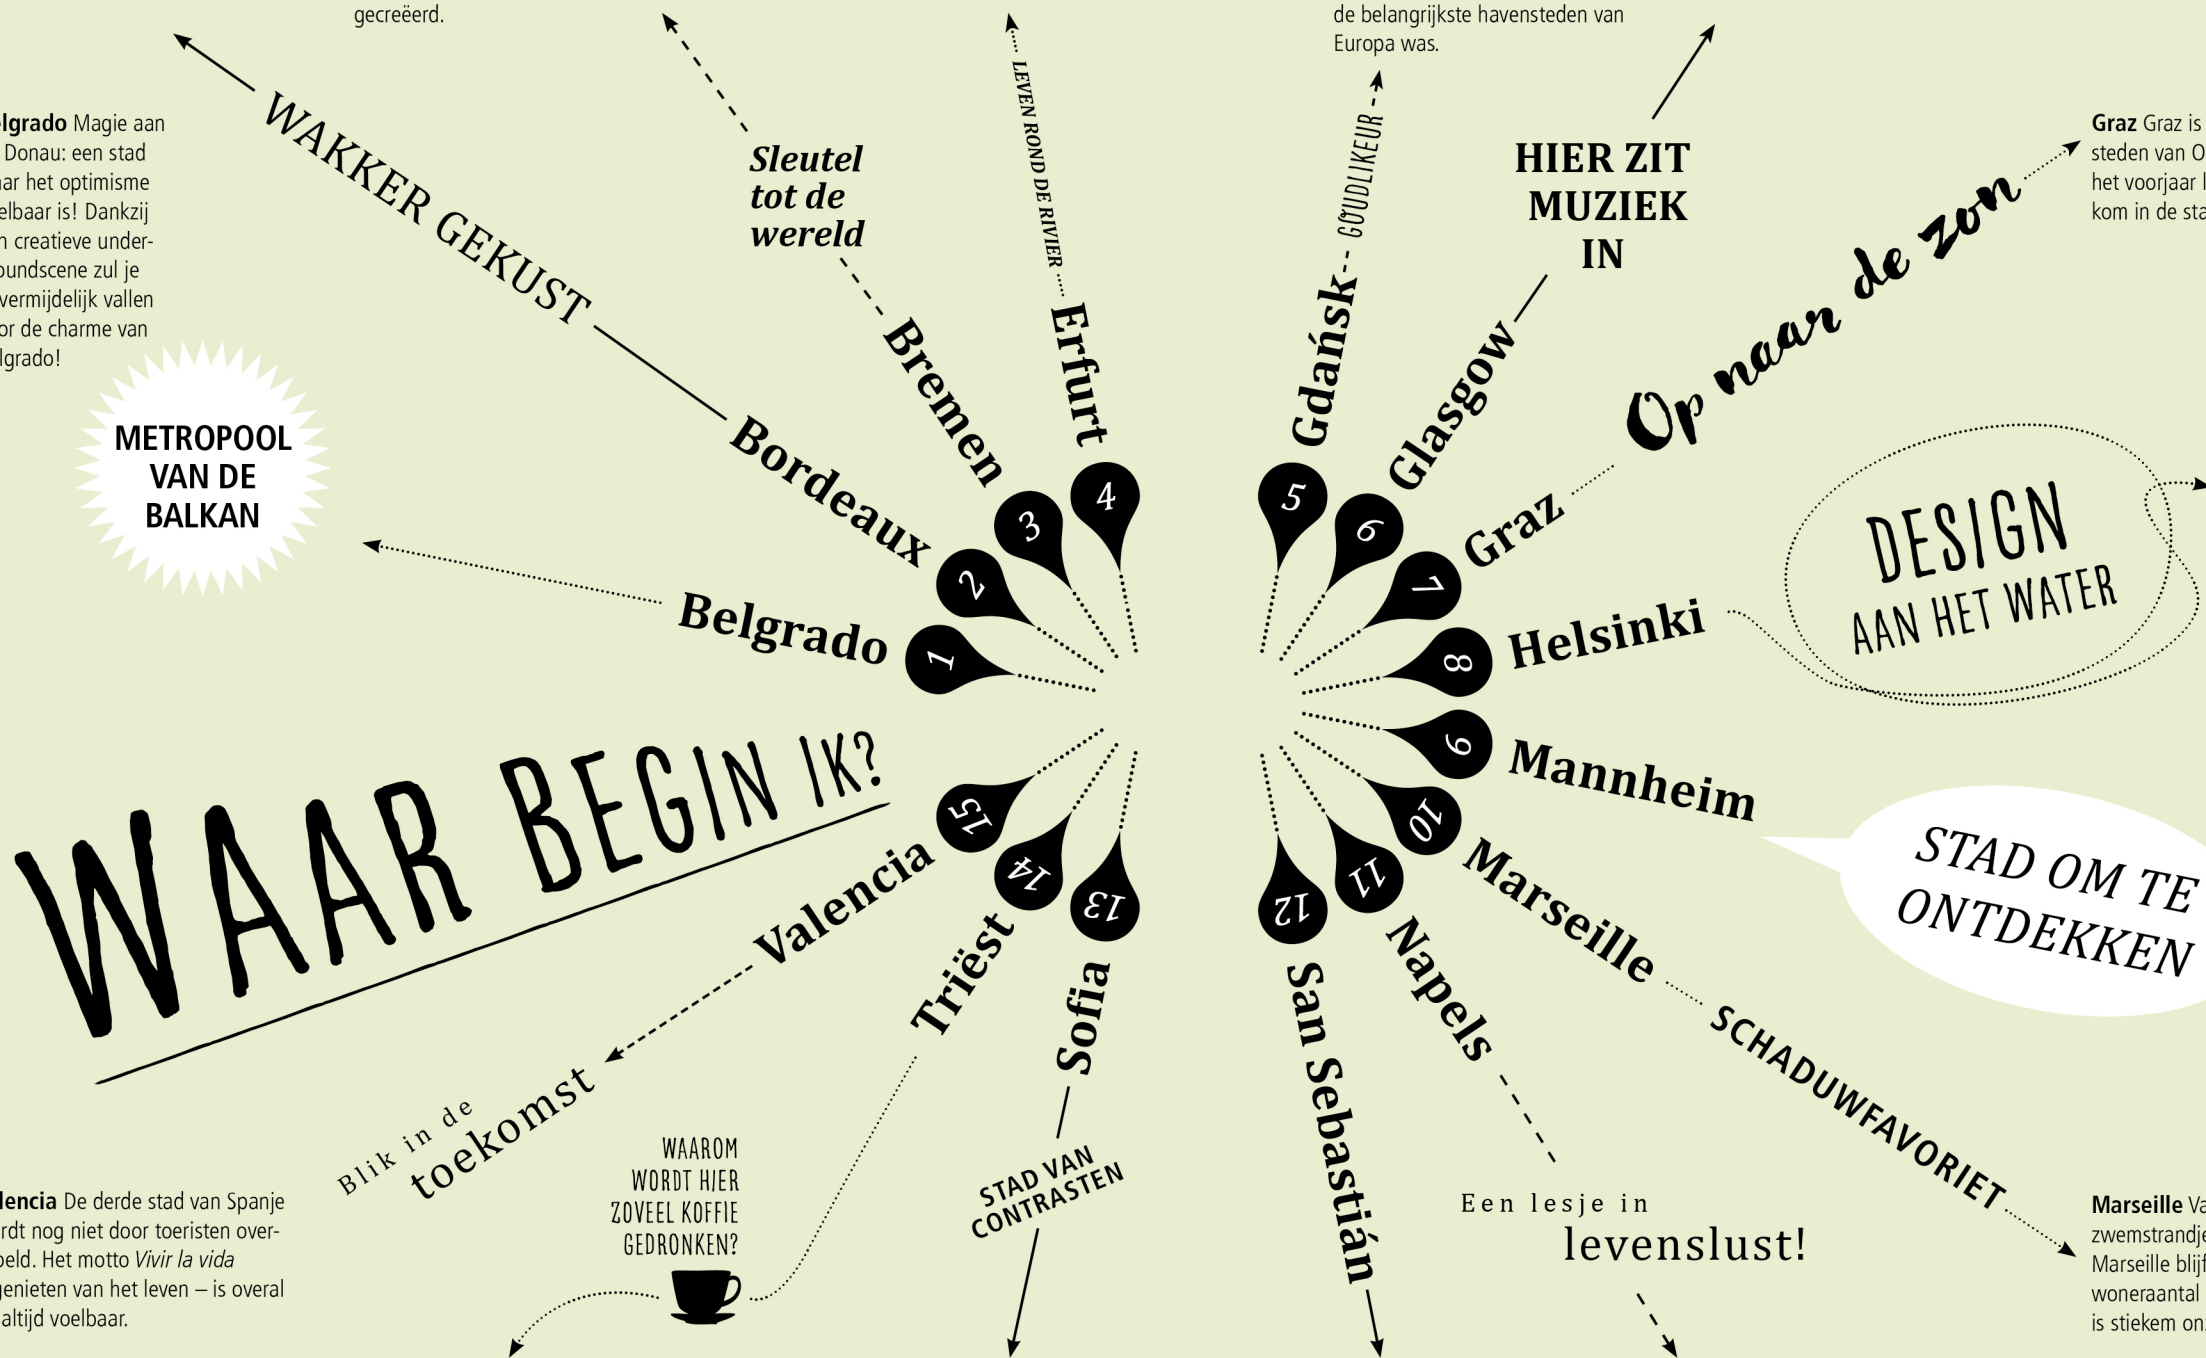 gecreëerd.
de belangrijkste havensteden van
Europa was.
elgrado Magie aan
Donau: een stad
ar het optimisme
elbaar is! Dankzij
n creatieve under-
oundscene zul je
vermijdelijk vallen
or de charme van
lgrado!
METROPOOL
VAN DE
BALKAN
WAKKER GEKUST
Sleutel
tot de
wereld
LEVEN ROND DE RIVIER
GOUDLIKEUR
HIER ZIT
MUZIEK
IN
Op naar de zon
Graz Graz is
steden van O
het voorjaar l
kom in de sta
DESIGN
AAN HET WATER
1 Belgrado
2 Bordeaux
3 Bremen
4 Erfurt
5 Gdańsk
6 Glasgow
7 Graz
8 Helsinki
9 Mannheim
10 Marseille
11 Napels
12 San Sebastián
13 Sofia
14 Triëst
15 Valencia
WAAR BEGIN IK?
STAD OM TE
ONTDEKKEN
SCHADUWFAVORIET
Blik in de
toekomst
WAAROM
WORDT HIER
ZOVEEL KOFFIE
GEDRONKEN?
STAD VAN
CONTRASTEN
Een lesje in
levenslust!
lencia De derde stad van Spanje
rdt nog niet door toeristen over-
oeld. Het motto Vivir la vida
genieten van het leven – is overal
altijd voelbaar.
Marseille Va
zwemstrandje
Marseille blijf
woneraantal
is stiekem on